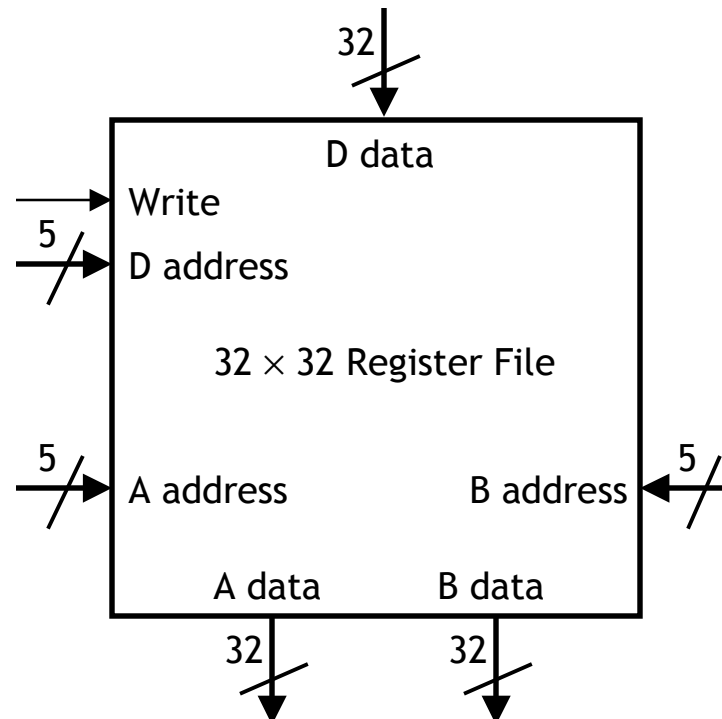 32
D data
Write
5
D address
32 × 32 Register File
5
5
A address
B address
A data
B data
32
32